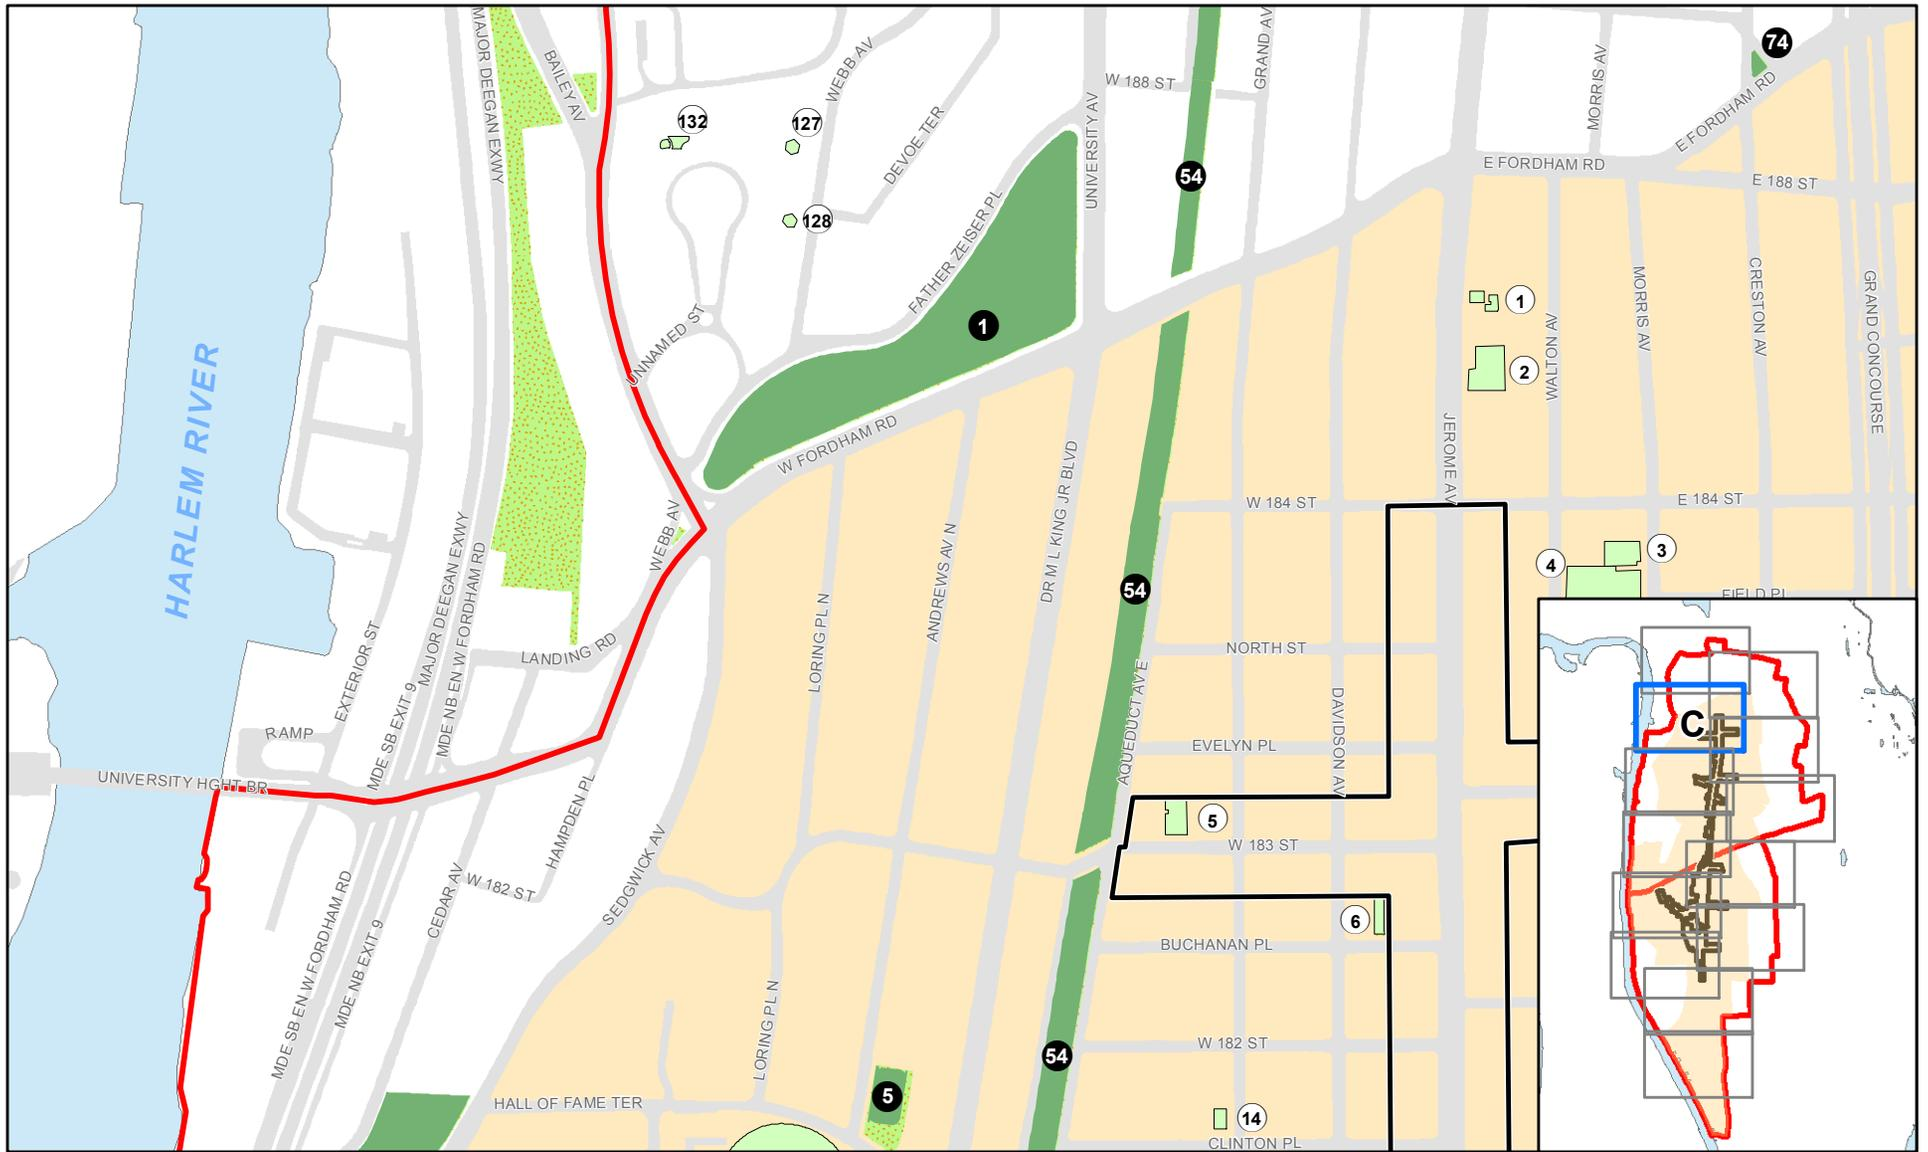 MAJOR DEEGAN EXWY
BAILEY AV
WEBB AV
GRAND AV
MORRIS AV
74
W 188 ST
E FORDHAM RD
132
127
DEVOE TER
UNIVERSITY AV
E FORDHAM RD
54
E 188 ST
128
FATHER ZEISER PL
UNNAMED ST
1
1
MORRIS AV
CRESTON AV
GRAND CONCOURSE
2
WALTON AV
HARLEM RIVER
W FORDHAM RD
JEROME AV
DR M L KING JR BLVD
W 184 ST
E 184 ST
WEBB AV
ANDREWS AV N
3
4
MAJOR DEEGAN EXWY
MDE NB EN W FORDHAM RD
54
FIELD PL
LORING PL N
LANDING RD
NORTH ST
EXTERIOR ST
MDE SB EXIT 9
AQUEDUCT AV E
DAVIDSON AV
C
RAMP
EVELYN PL
UNIVERSITY HGHT BR
HAMPDEN PL
5
W 183 ST
SEDGWICK AV
W 182 ST
CEDAR AV
6
BUCHANAN PL
MDE SB EN W FORDHAM RD
MDE NB EXIT 9
LORING PL N
W 182 ST
54
5
HALL OF FAME TER
14
CLINTON PL